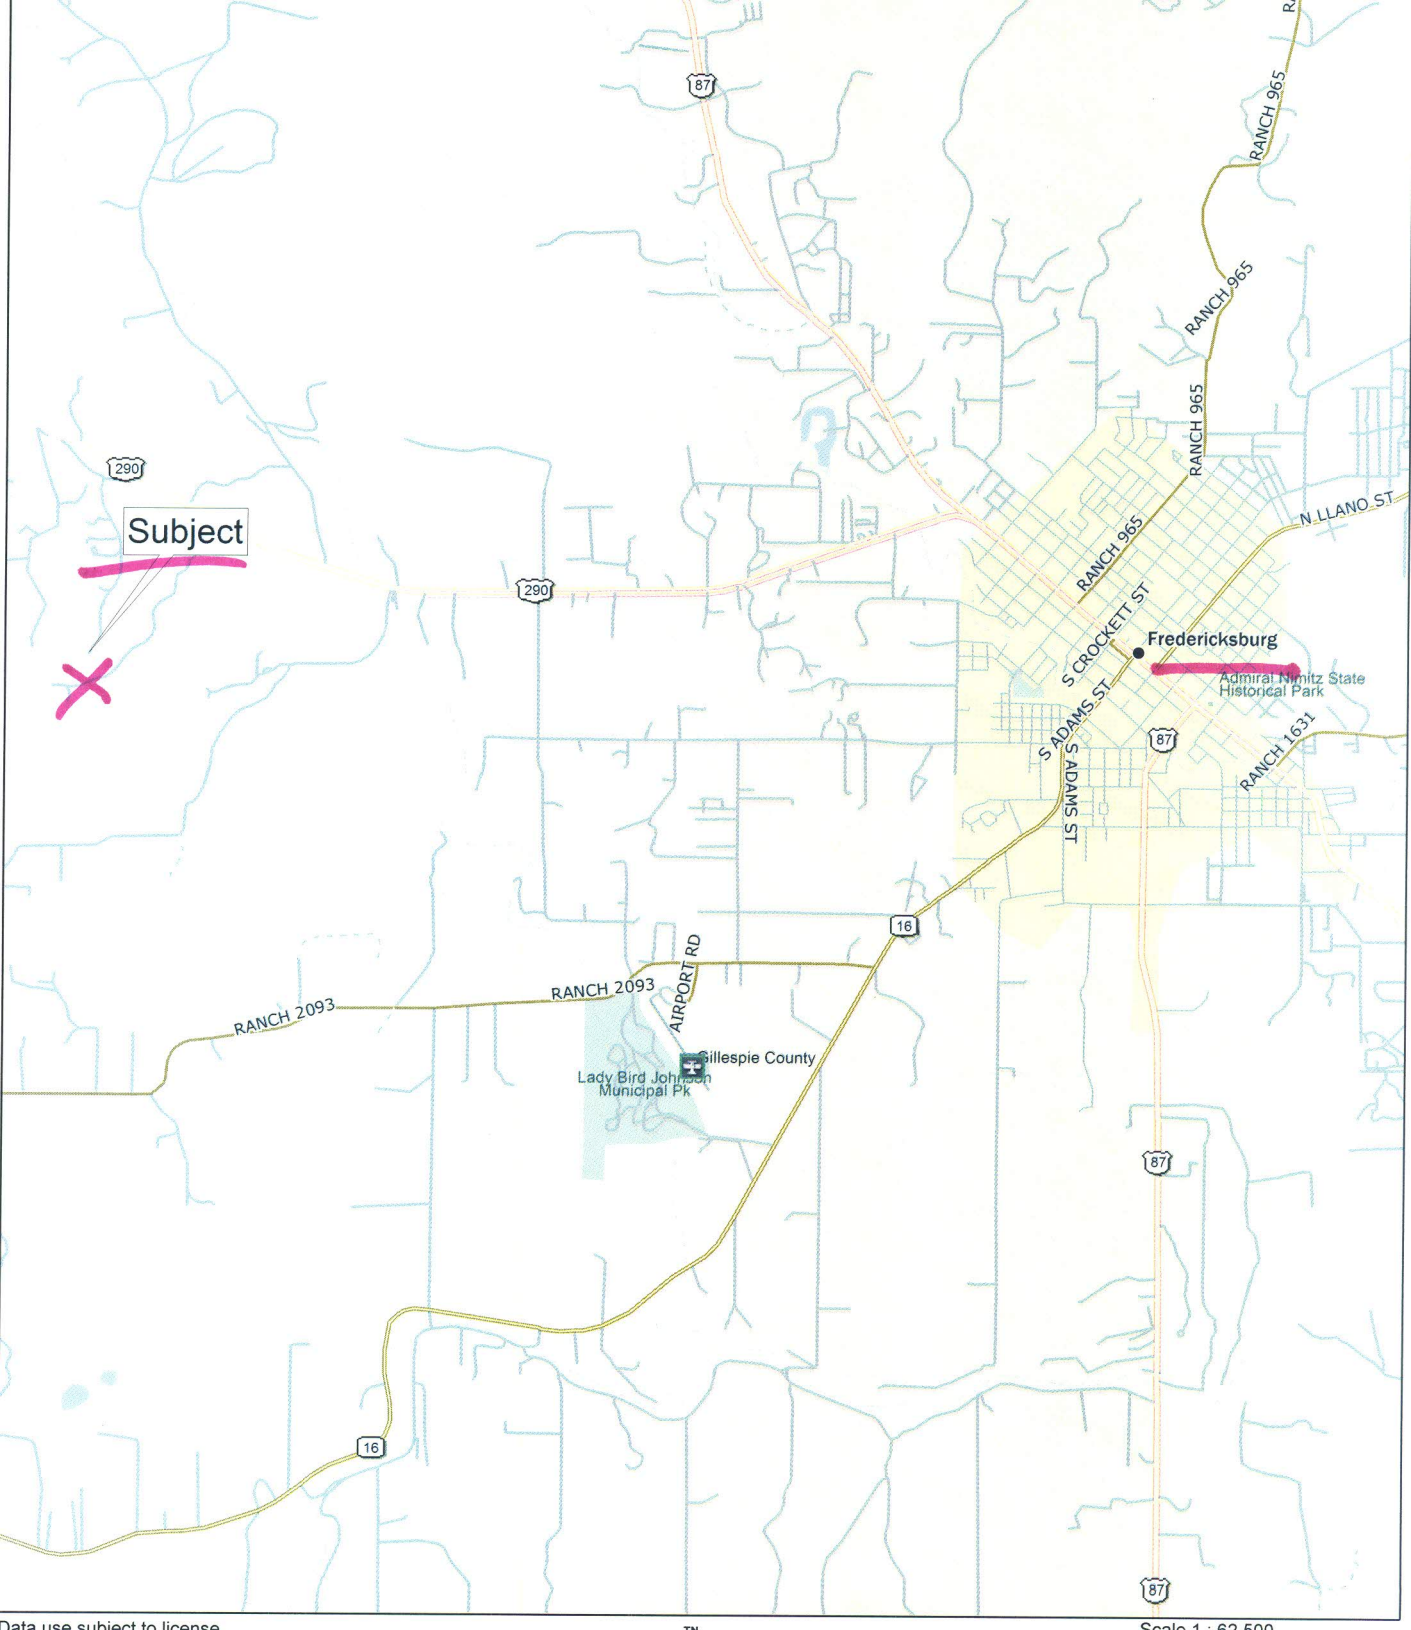 R
87
RANCH 965
RANCH 965
RANCH 965
290
N LLANO ST
Subject
RANCH 965
290
S CROCKETT ST
Fredericksburg
Admiral Nimitz State
Historical Park
S ADAMS ST
87
RANCH 1631
S ADAMS ST
16
AIRPORT RD
RANCH 2093
RANCH 2093
Gillespie County
Lady Bird Johnson
Municipal Pk
87
16
87
Data use subject to license.
TN
Scale 1 : 62,500